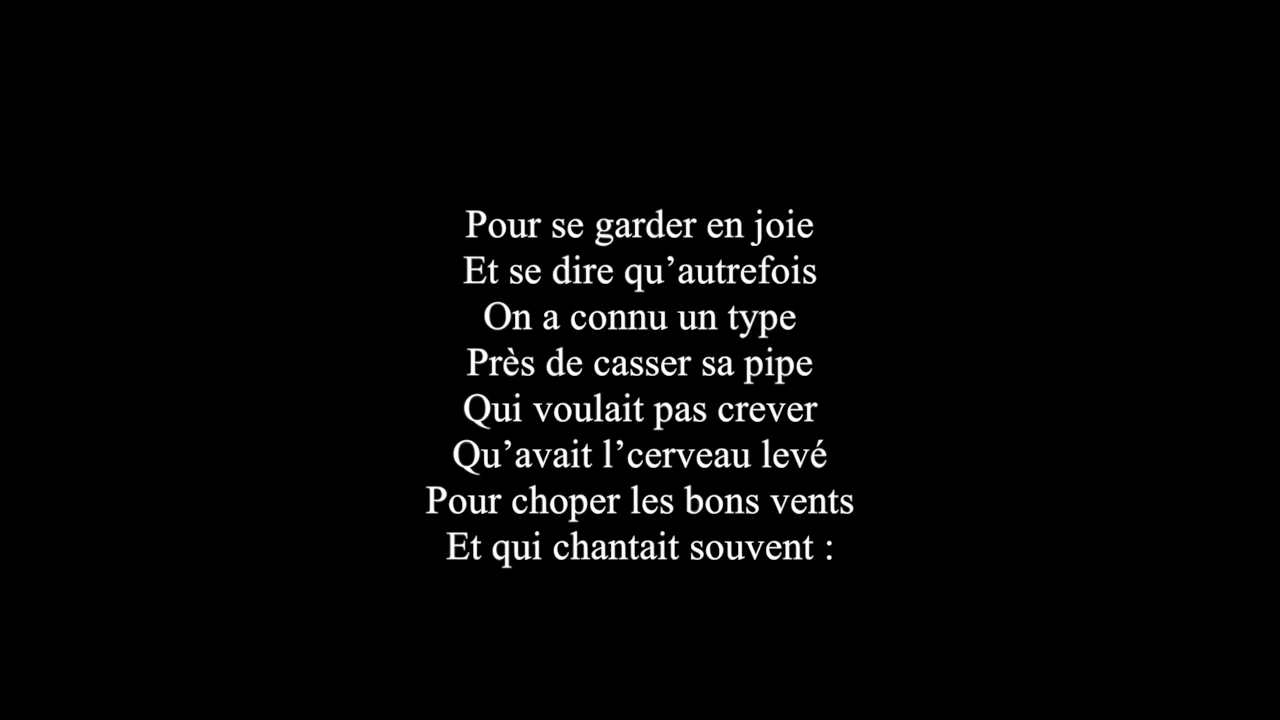 Pour se garder en joie
Et se dire qu’autrefois
On a connu un type
Près de casser sa pipe
Qui voulait pas crever
Qu’avait l’cerveau levé
Pour choper les bons vents
Et qui chantait souvent :